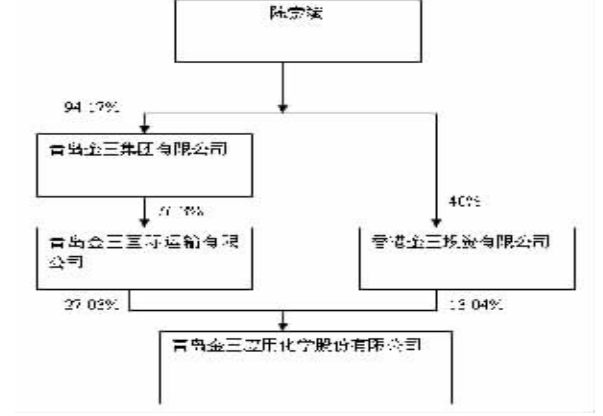 94.17%
青岛金王集团有限公司
40%
青岛金王国际运输有限
公司
香港金王投资有限公司
27.03%
13.04%
青岛金王应用化学股份有限公司